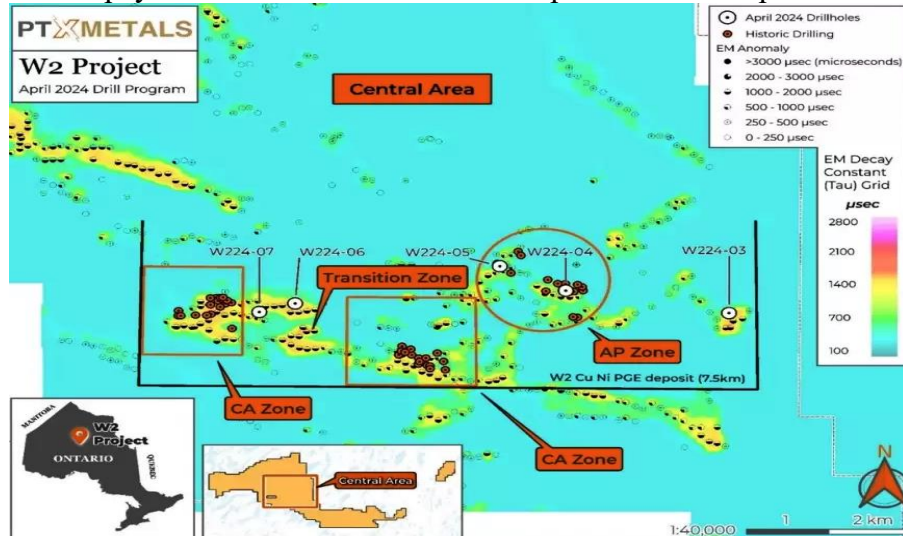 PTXMETALS
W2 Project
April 2024 Drill Program
Central Area
April 2024 Drillholes
Historic Drilling
EM Anomaly
>3000 µsec (microseconds)
2000 - 3000 µsec
1000 - 2000 µsec
500 - 1000 µsec
250 - 500 µsec
0 - 250 µsec
EM Decay
Constant
(Tau) Grid
µsec
2800
2100
1400
700
100
W224-07
W224-06
W224-05
W224-04
W224-03
Transition Zone
AP Zone
W2 Cu Ni PGE deposit (7.5km)
CA Zone
CA Zone
MANITOBA
W2
Project
ONTARIO
QUEBEC
Central Area
N
1:40,000
1
2 km